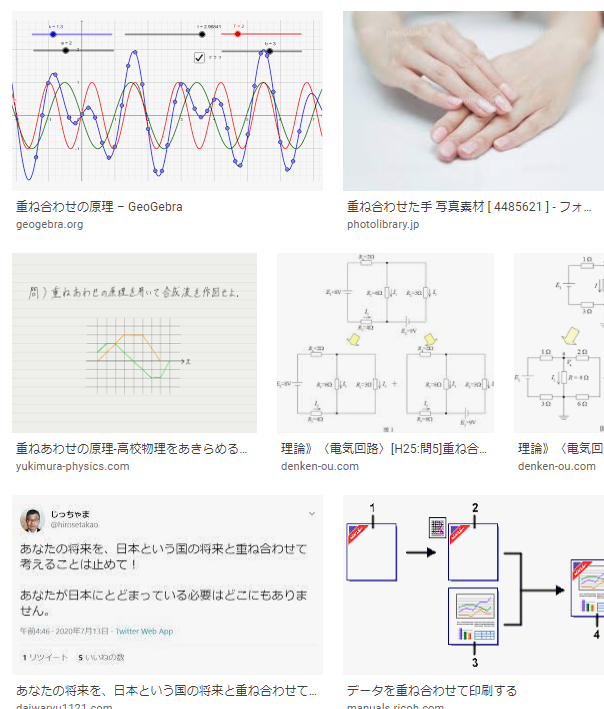 a = 1.3
t = 2.98841
f = 2
a = 2
b = 3
重ね合わせの原理 – GeoGebra
geogebra.org
重ね合わせた手 写真素材 [ 4485621 ] - フォ...
photolibrary.jp
問）重ねあわせの原理を用いて合成波を作図せよ.
x
重ねあわせの原理-高校物理をあきらめる...
yukimura-physics.com
理論》〈電気回路〉[H25:問5]重ね合...
denken-ou.com
1Ω
3Ω
1Ω
2Ω
3Ω
6Ω
理論》〈電気回
denken-ou.com
じっちゃま
@hirosetakao
あなたの将来を、日本という国の将来と重ね合わせて
考えることは止めて！
あなたが日本にとどまっている必要はどこにもありま
せん。
午前4:46 · 2020年7月13日 · Twitter Web App
1 リツイート 5 いいねの数
あなたの将来を、日本という国の将来と重ね合わせて...
daiwaryu1121.com
1
2
3
4
データを重ね合わせて印刷する
manuals.ricoh.com